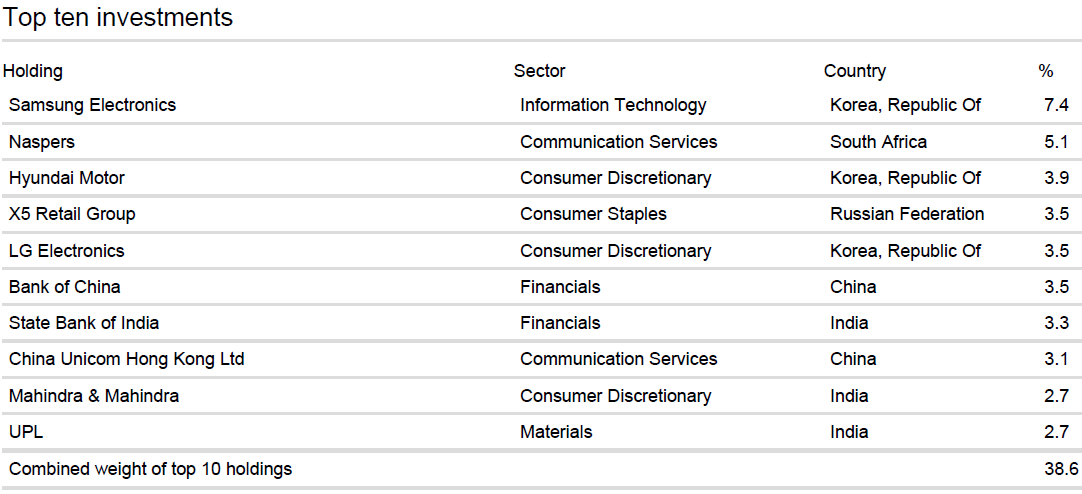 Top ten investments
Holding Sector Country %
Samsung Electronics Information Technology Korea, Republic Of 7.4
Naspers Communication Services South Africa 5.1
Hyundai Motor Consumer Discretionary Korea, Republic Of 3.9
X5 Retail Group Consumer Staples Russian Federation 3.5
LG Electronics Consumer Discretionary Korea, Republic Of 3.5
Bank of China Financials China 3.5
State Bank of India Financials India 3.3
China Unicom Hong Kong Ltd Communication Services China 3.1
Mahindra & Mahindra Consumer Discretionary India 2.7
UPL Materials India 2.7
Combined weight of top 10 holdings 38.6